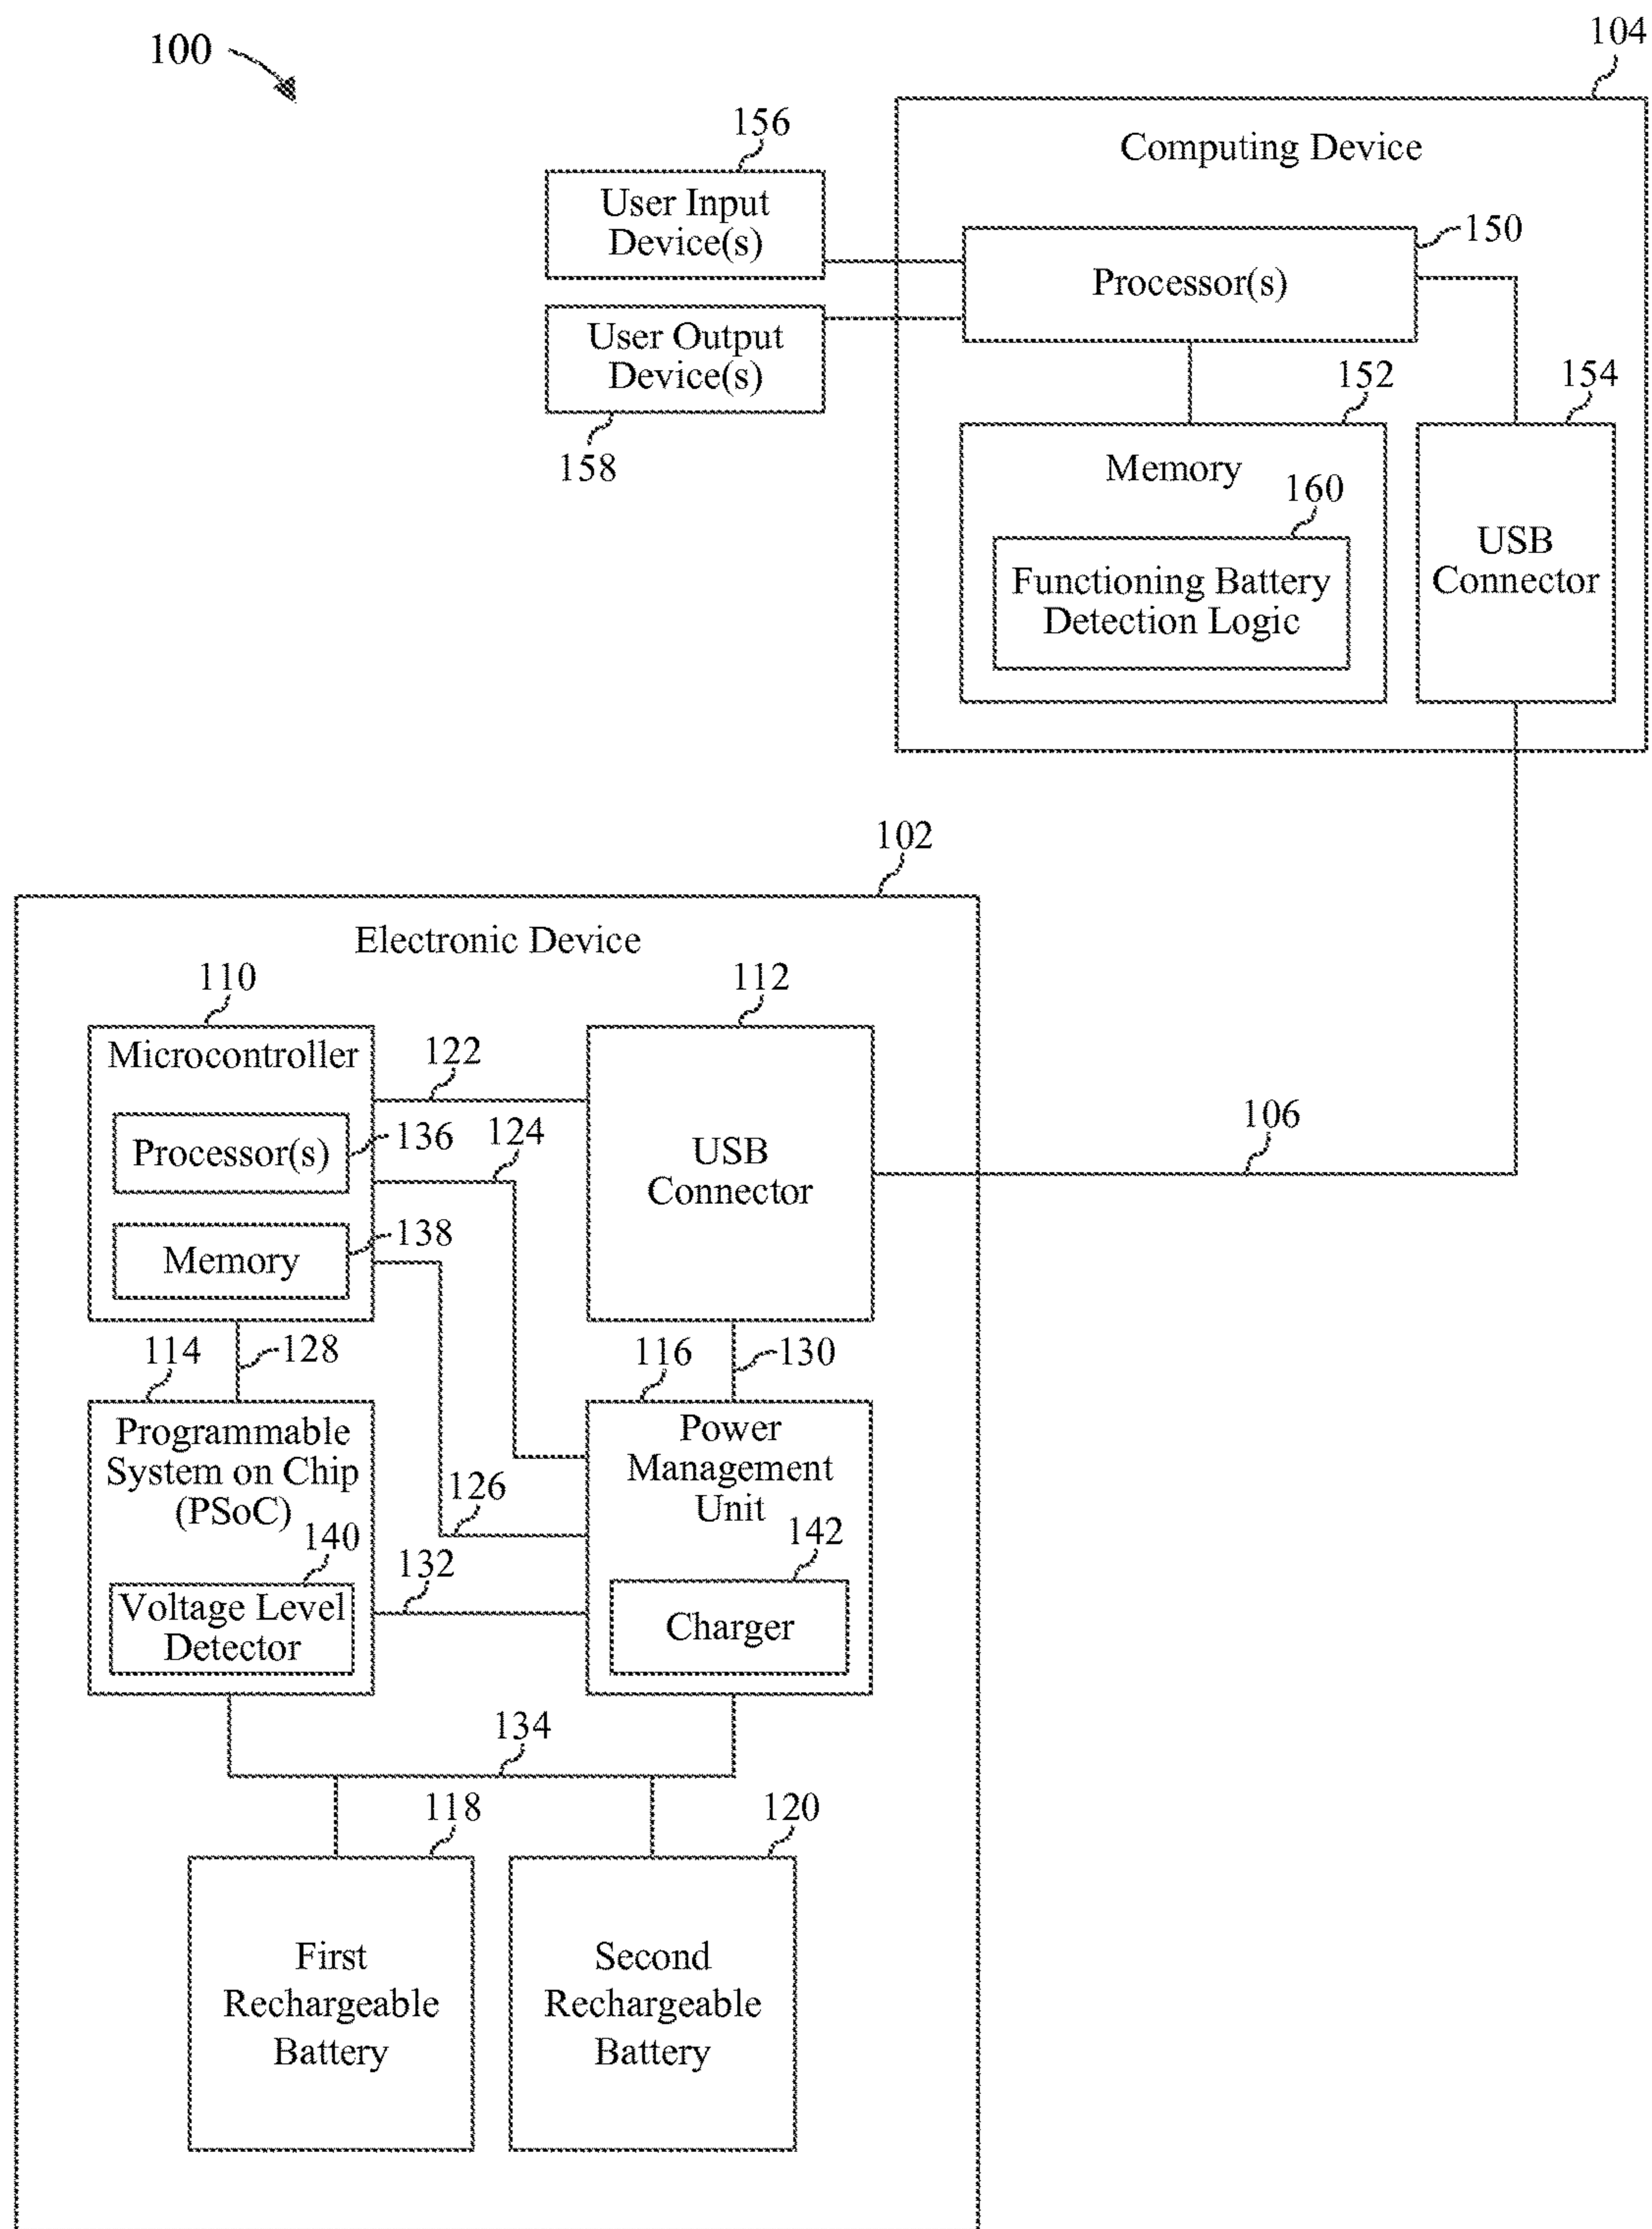 100
104
156
Computing Device
User Input
Device(s)
150
Processor(s)
User Output
Device(s)
158
152
154
Memory
160
Functioning Battery
Detection Logic
USB
Connector
102
Electronic Device
110
112
Microcontroller
122
Processor(s)
136
124
USB
Connector
106
Memory
138
114
128
116
130
Programmable
System on Chip
(PSoC)
Power
Management
Unit
126
140
142
132
Voltage Level
Detector
Charger
134
118
120
First
Rechargeable
Battery
Second
Rechargeable
Battery